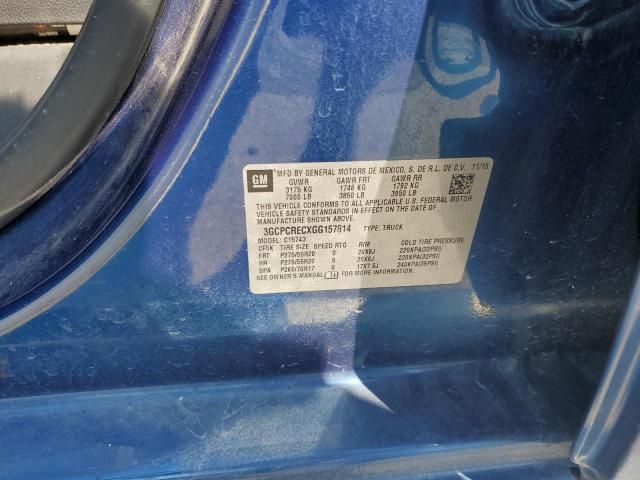 GM
*MFD BY GENERAL MOTORS DE MEXICO, S. DE R.L. DE C.V. 11/15
GVWR GAWR FRT GAWR RR
3175 KG 1746 KG 1792 KG
7000 LB 3850 LB 3950 LB
THIS VEHICLE CONFORMS TO ALL APPLICABLE U.S. FEDERAL MOTOR
VEHICLE SAFETY STANDARDS IN EFFECT ON THE DATE OF
MANUFACTURE SHOWN ABOVE.
3GCPCRECXGG157814 TYPE: TRUCK
MODEL: C15743
CF5K TIRE SIZE SPEED RTG RIM COLD TIRE PRESSURE
FRT P275/55R20 S 20X9J 220KPA(32PSI)
RR P275/55R20 S 20X9J 220KPA(32PSI)
SPA P265/70R17 S 17X7.5J 240KPA(35PSI)
SEE OWNER'S MANUAL